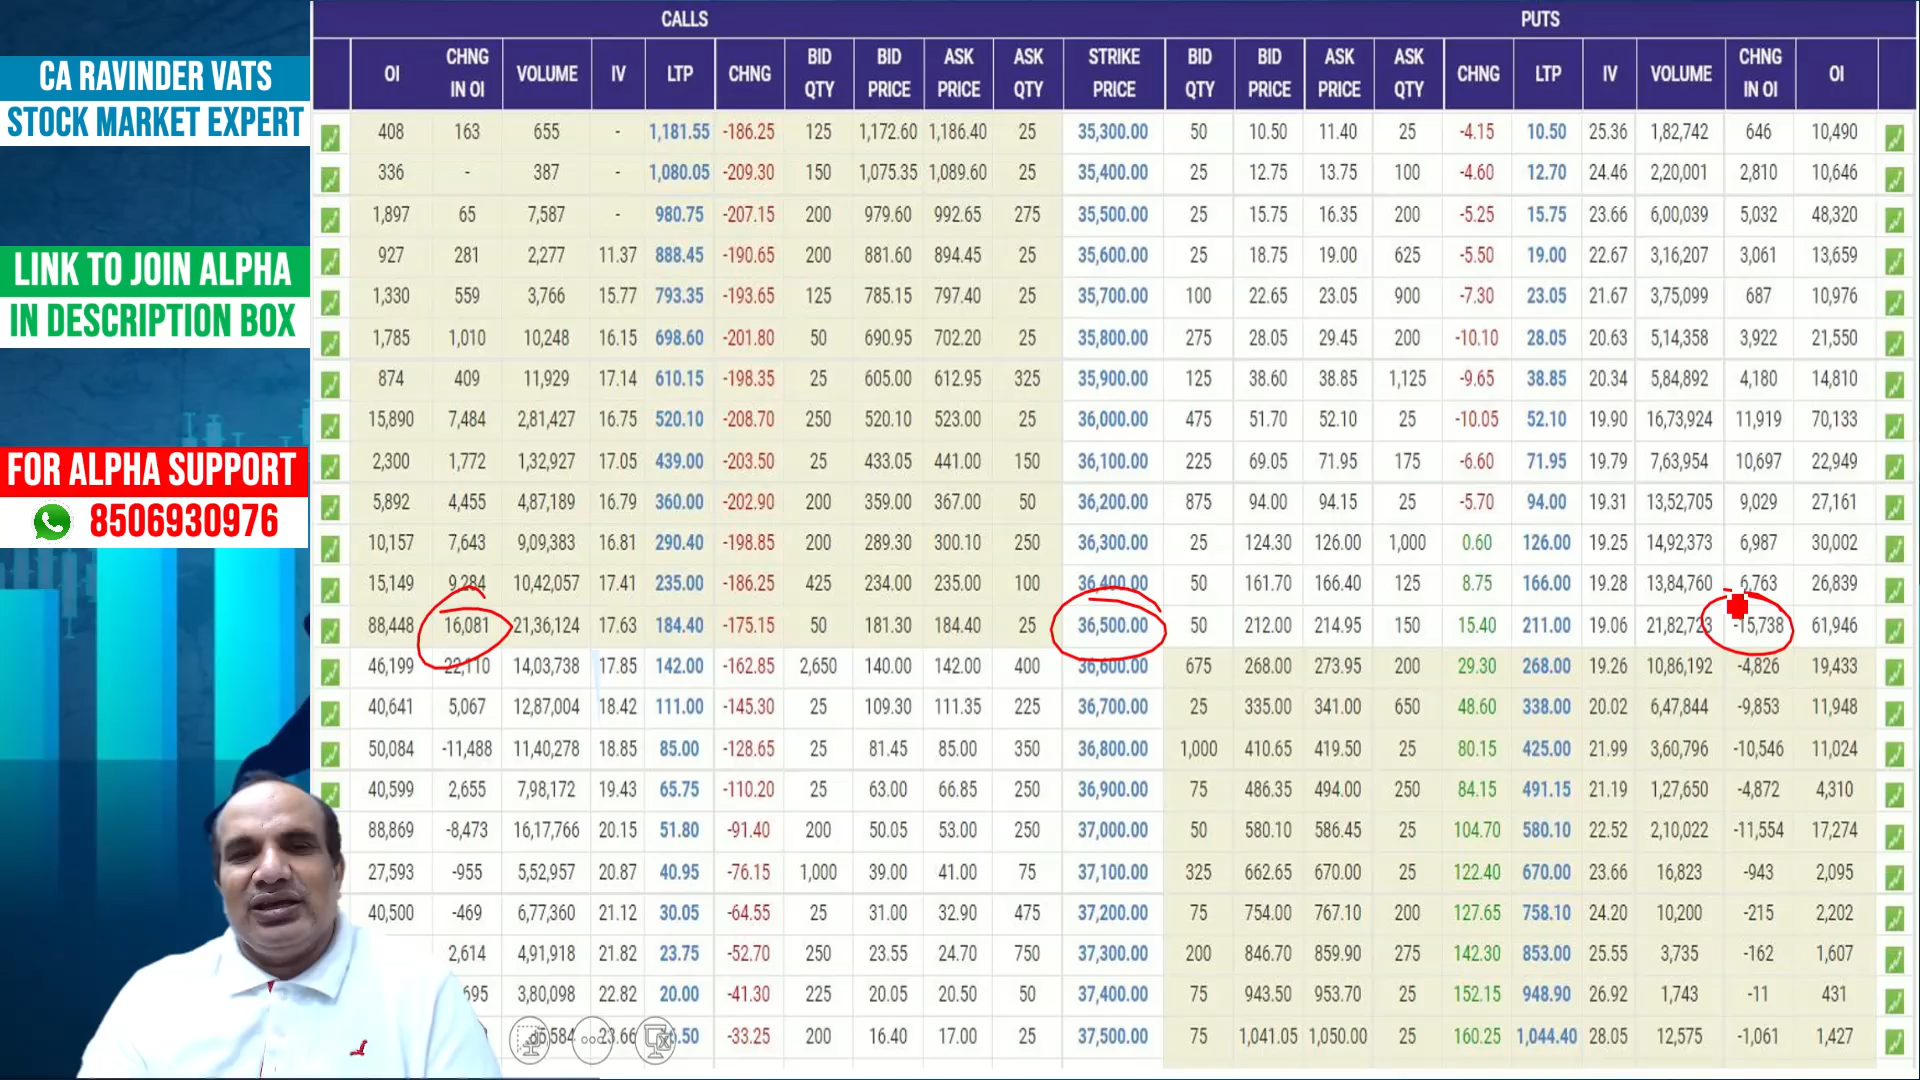 CA RAVINDER VATS
STOCK MARKET EXPERT
LINK TO JOIN ALPHA
IN DESCRIPTION BOX
FOR ALPHA SUPPORT
8506930976
CALLS PUTS
OI CHNG IN OI VOLUME IV LTP CHNG BID QTY BID PRICE ASK PRICE ASK QTY STRIKE PRICE BID QTY BID PRICE ASK PRICE ASK QTY CHNG LTP IV VOLUME CHNG IN OI OI
408 163 655 - 1,181.55 -186.25 125 1,172.60 1,186.40 25 35,300.00 50 10.50 11.40 25 -4.15 10.50 25.36 1,82,742 646 10,490
336 - 387 - 1,080.05 -209.30 150 1,075.35 1,089.60 25 35,400.00 25 12.75 13.75 100 -4.60 12.70 24.46 2,20,001 2,810 10,646
1,897 65 7,587 - 980.75 -207.15 200 979.60 992.65 275 35,500.00 25 15.75 16.35 200 -5.25 15.75 23.66 6,00,039 5,032 48,320
927 281 2,277 11.37 888.45 -190.65 200 881.60 894.45 25 35,600.00 25 18.75 19.00 625 -5.50 19.00 22.67 3,16,207 3,061 13,659
1,330 559 3,766 15.77 793.35 -193.65 125 785.15 797.40 25 35,700.00 100 22.65 23.05 900 -7.30 23.05 21.67 3,75,099 687 10,976
1,785 1,010 10,248 16.15 698.60 -201.80 50 690.95 702.20 25 35,800.00 275 28.05 29.45 200 -10.10 28.05 20.63 5,14,358 3,922 21,550
874 409 11,929 17.14 610.15 -198.35 25 605.00 612.95 325 35,900.00 125 38.60 38.85 1,125 -9.65 38.85 20.34 5,84,892 4,180 14,810
15,890 7,484 2,81,427 16.75 520.10 -208.70 250 520.10 523.00 25 36,000.00 475 51.70 52.10 25 -10.05 52.10 19.90 16,73,924 11,919 70,133
2,300 1,772 1,32,927 17.05 439.00 -203.50 25 433.05 441.00 150 36,100.00 225 69.05 71.95 175 -6.60 71.95 19.79 7,63,954 10,697 22,949
5,892 4,455 4,87,189 16.79 360.00 -202.90 200 359.00 367.00 50 36,200.00 875 94.00 94.15 25 -5.70 94.00 19.31 13,52,705 9,029 27,161
10,157 7,643 9,09,383 16.81 290.40 -198.85 200 289.30 300.10 250 36,300.00 25 124.30 126.00 1,000 0.60 126.00 19.25 14,92,373 6,987 30,002
15,149 9,284 10,42,057 17.41 235.00 -186.25 425 234.00 235.00 100 36,400.00 50 161.70 166.40 125 8.75 166.00 19.28 13,84,760 6,763 26,839
88,448 16,081 21,36,124 17.63 184.40 -175.15 50 181.30 184.40 25 36,500.00 50 212.00 214.95 150 15.40 211.00 19.06 21,82,723 -15,738 61,946
46,199 22,110 14,03,738 17.85 142.00 -162.85 2,650 140.00 142.00 400 36,600.00 675 268.00 273.95 200 29.30 268.00 19.26 10,86,192 -4,826 19,433
40,641 5,067 12,87,004 18.42 111.00 -145.30 25 109.30 111.35 225 36,700.00 25 335.00 341.00 650 48.60 338.00 20.02 6,47,844 -9,853 11,948
50,084 -11,488 11,40,278 18.85 85.00 -128.65 25 81.45 85.00 350 36,800.00 1,000 410.65 419.50 25 80.15 425.00 21.99 3,60,796 -10,546 11,024
40,599 2,655 7,98,172 19.43 65.75 -110.20 25 63.00 66.85 250 36,900.00 75 486.35 494.00 250 84.15 491.15 21.19 1,27,650 -4,872 4,310
88,869 -8,473 16,17,766 20.15 51.80 -91.40 200 50.05 53.00 250 37,000.00 50 580.10 586.45 25 104.70 580.10 22.52 2,10,022 -11,554 17,274
27,593 -955 5,52,957 20.87 40.95 -76.15 1,000 39.00 41.00 75 37,100.00 325 662.65 670.00 25 122.40 670.00 23.66 16,823 -943 2,095
40,500 -469 6,77,360 21.12 30.05 -64.55 25 31.00 32.90 475 37,200.00 75 754.00 767.10 200 127.65 758.10 24.20 10,200 -215 2,202
2,614 4,91,918 21.82 23.75 -52.70 250 23.55 24.70 750 37,300.00 200 846.70 859.90 275 142.30 853.00 25.55 3,735 -162 1,607
695 3,80,098 22.82 20.00 -41.30 225 20.05 20.50 50 37,400.00 75 943.50 953.70 25 152.15 948.90 26.92 1,743 -11 431
23.66 -33.25 200 16.40 17.00 25 37,500.00 75 1,041.05 1,050.00 25 160.25 1,044.40 28.05 12,575 -1,061 1,427